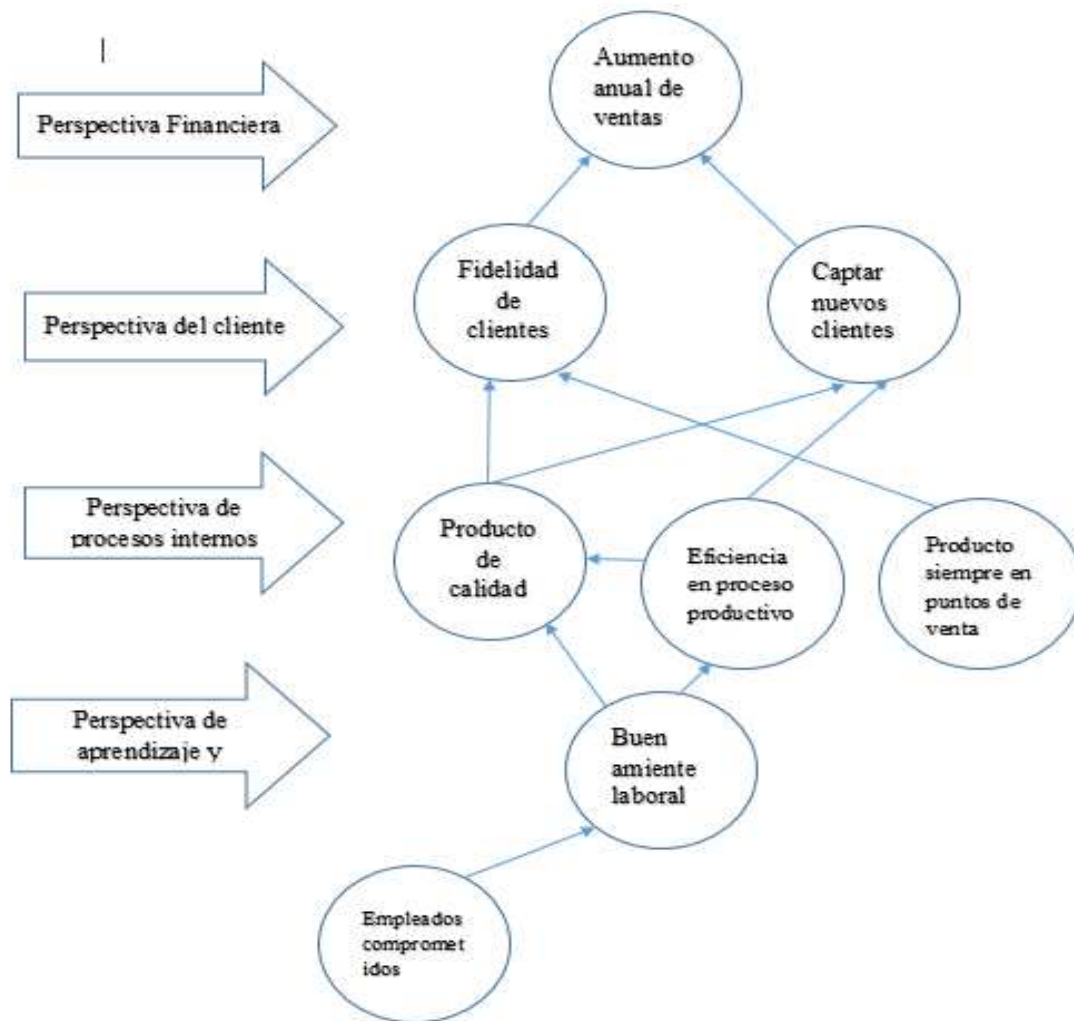 Aumento
anual de
ventas
Perspectiva Financiera
Fidelidad
de
clientes
Captar
nuevos
clientes
Perspectiva del cliente
Perspectiva de
procesos internos
Producto
de
calidad
Eficiencia
en proceso
productivo
Producto
siempre en
puntos de
venta
Perspectiva de
aprendizaje y
Buen
amiente
laboral
Empleados
compromet
idos